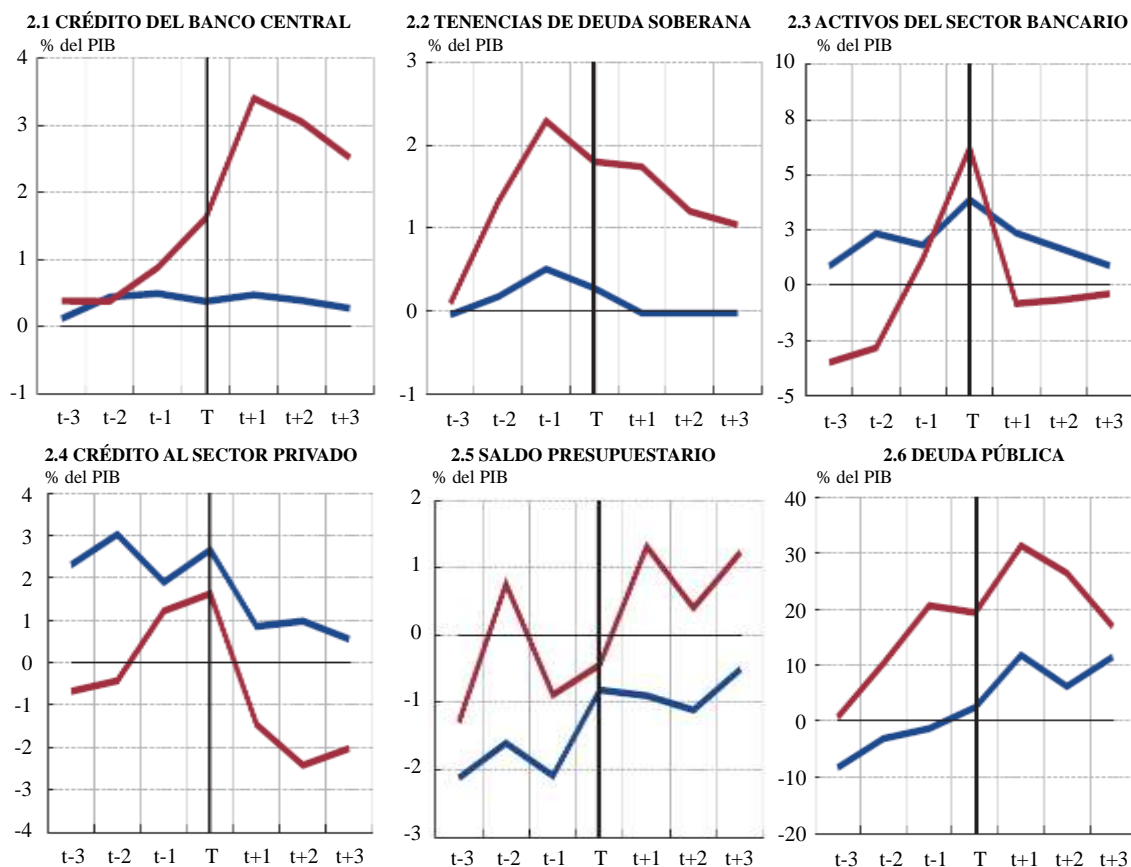 2.1 CRÉDITO DEL BANCO CENTRAL
% del PIB
4
3
2
1
0
-1
t-3 t-2 t-1 T t+1 t+2 t+3
2.2 TENENCIAS DE DEUDA SOBERANA
% del PIB
3
2
1
0
-1
t-3 t-2 t-1 T t+1 t+2 t+3
2.3 ACTIVOS DEL SECTOR BANCARIO
% del PIB
10
8
5
3
0
-3
-5
t-3 t-2 t-1 T t+1 t+2 t+3
2.4 CRÉDITO AL SECTOR PRIVADO
% del PIB
4
3
2
1
0
-1
-2
-3
-4
t-3 t-2 t-1 T t+1 t+2 t+3
2.5 SALDO PRESUPUESTARIO
% del PIB
2
1
0
-1
-2
-3
t-3 t-2 t-1 T t+1 t+2 t+3
2.6 DEUDA PÚBLICA
% del PIB
40
30
20
10
0
-10
-20
t-3 t-2 t-1 T t+1 t+2 t+3